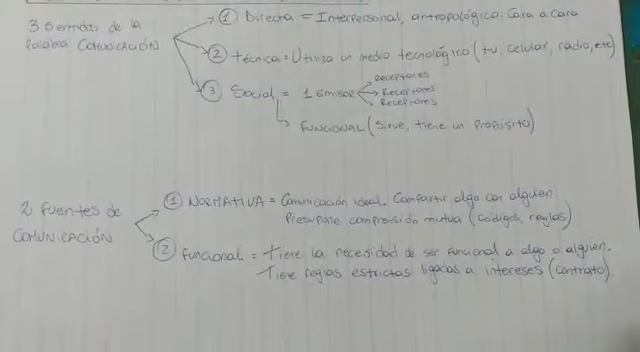 3 sentidos de la
Palabra COMUNICACIÓN
① Directa = Interpersonal, antropológico. Cara a cara
② Técnica = Utiliza un medio tecnológico (tv, celular, radio, etc)
③ Social = 1 Emisor
Receptores
Receptores
Receptores
FUNCIONAL (Sirve, tiene un propósito)
2 Fuentes de
COMUNICACIÓN
① NORMATIVA = Comunicación ideal. Compartir algo con alguien.
Presupone comprensión mutua (códigos, reglas)
② Funcional = Tiene la necesidad de ser funcional a algo o alguien.
Tiene reglas estrictas ligadas a intereses (contrato).